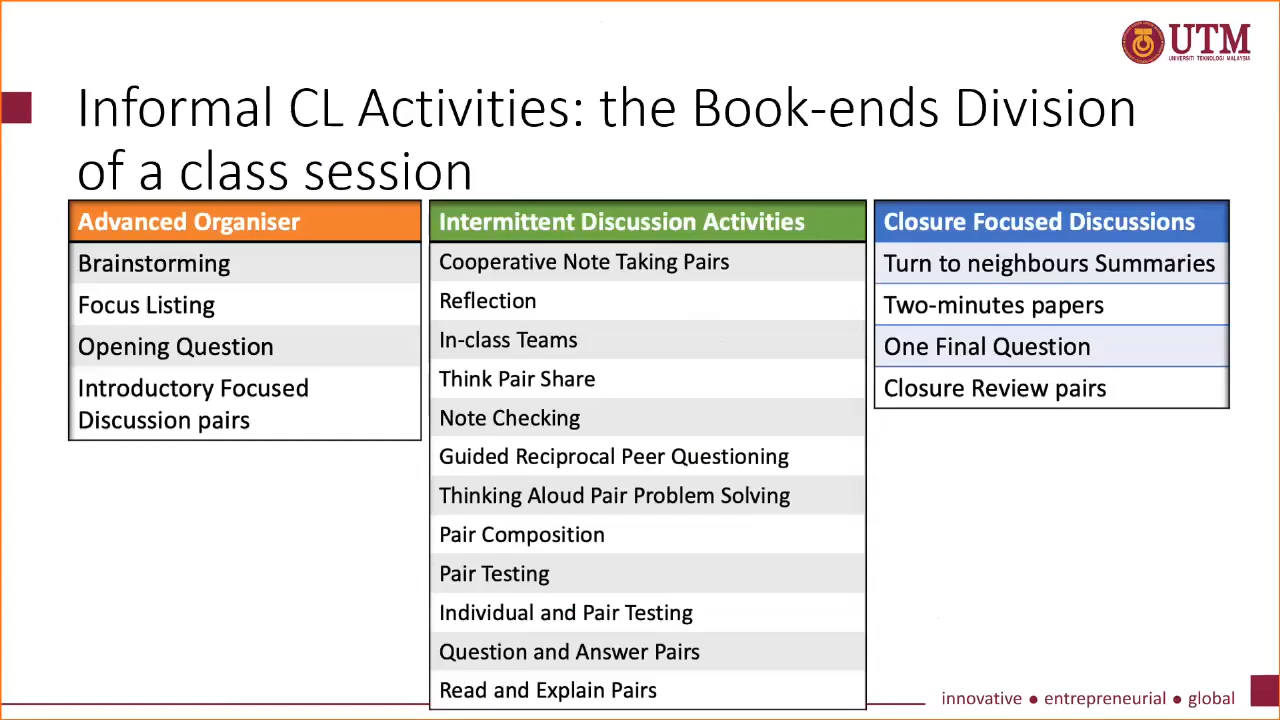 UTM
UNIVERSITI TEKNOLOGI MALAYSIA
Informal CL Activities: the Book-ends Division
of a class session
Advanced Organiser
Brainstorming
Focus Listing
Opening Question
Introductory Focused
Discussion pairs
Intermittent Discussion Activities
Cooperative Note Taking Pairs
Reflection
In-class Teams
Think Pair Share
Note Checking
Guided Reciprocal Peer Questioning
Thinking Aloud Pair Problem Solving
Pair Composition
Pair Testing
Individual and Pair Testing
Question and Answer Pairs
Read and Explain Pairs
Closure Focused Discussions
Turn to neighbours Summaries
Two-minutes papers
One Final Question
Closure Review pairs
innovative ● entrepreneurial ● global